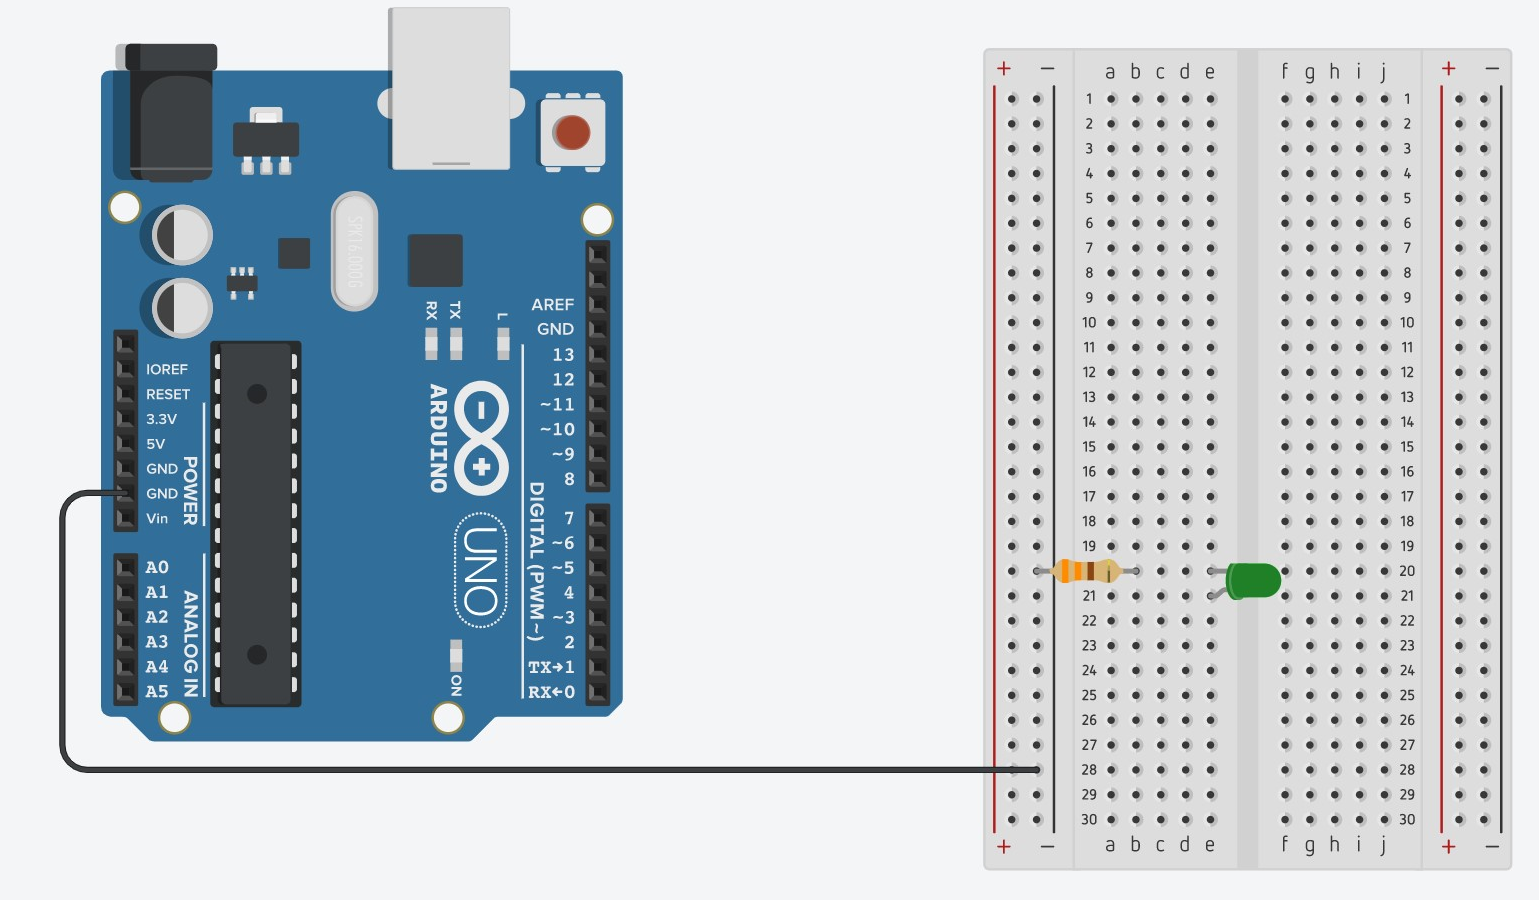 SPK16.000G
RX TX L
AREF
GND
13
12
~11
~10
~9
8
7
~6
~5
4
~3
2
TX→1
RX←0
DIGITAL (PWM~)
IOREF
RESET
3.3V
5V
GND
GND
Vin
POWER
A0
A1
A2
A3
A4
A5
ANALOG IN
ARDUINO
UNO
ON
+ − a b c d e f g h i j + −
1 1
2 2
3 3
4 4
5 5
6 6
7 7
8 8
9 9
10 10
11 11
12 12
13 13
14 14
15 15
16 16
17 17
18 18
19 19
20
21 21
22 22
23 23
24 24
25 25
26 26
27 27
28 28
29 29
30 30
+ − a b c d e f g h i j + −